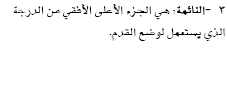 ٣ -النائمة: هي الجزء الأعلى الأفقي من الدرجة
الذي يستعمل لوضع القدم.